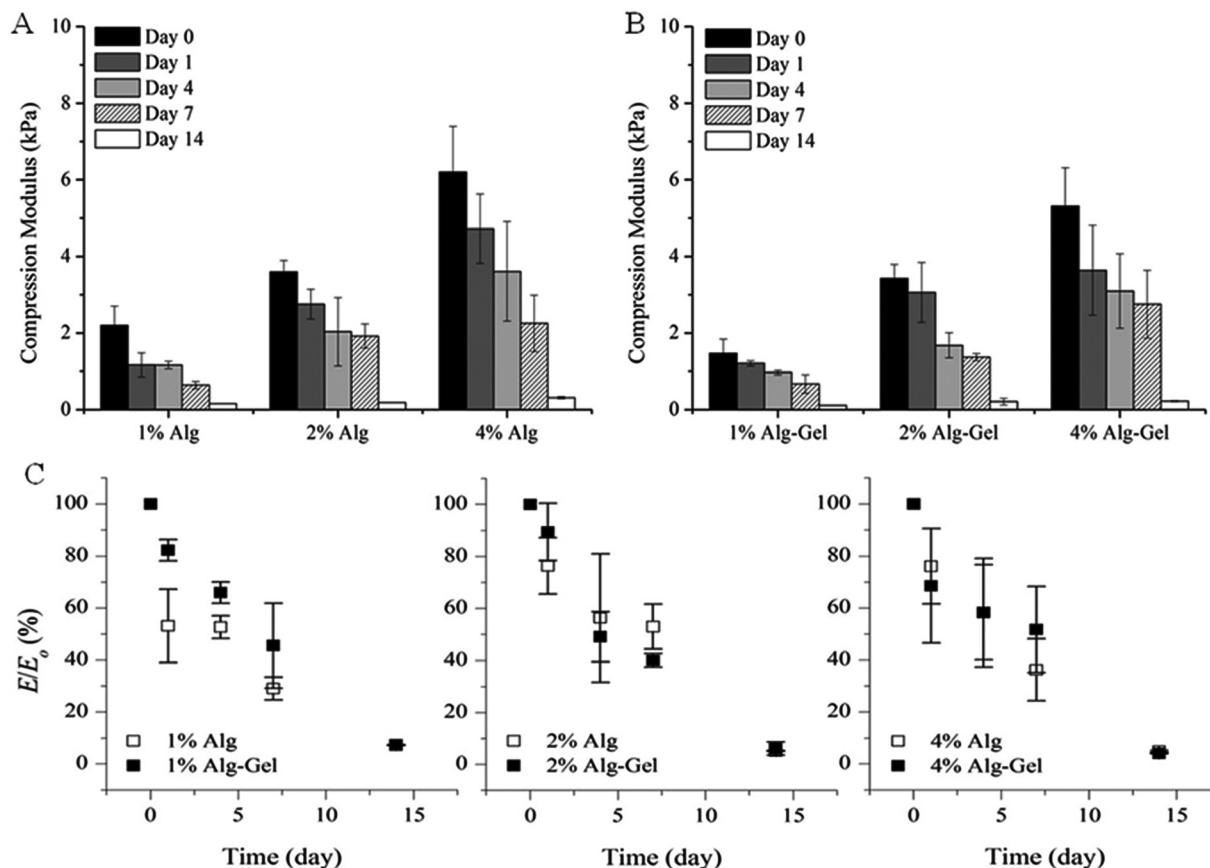 A
Compression Modulus (kPa)
10
8
6
4
2
0
Day 0
Day 1
Day 4
Day 7
Day 14
1% Alg 2% Alg 4% Alg
B
Compression Modulus (kPa)
10
8
6
4
2
0
Day 0
Day 1
Day 4
Day 7
Day 14
1% Alg-Gel 2% Alg-Gel 4% Alg-Gel
C
E/Eo (%)
100
80
60
40
20
0
1% Alg
1% Alg-Gel
0 5 10 15
Time (day)
100
80
60
40
20
0
2% Alg
2% Alg-Gel
0 5 10 15
Time (day)
100
80
60
40
20
0
4% Alg
4% Alg-Gel
0 5 10 15
Time (day)